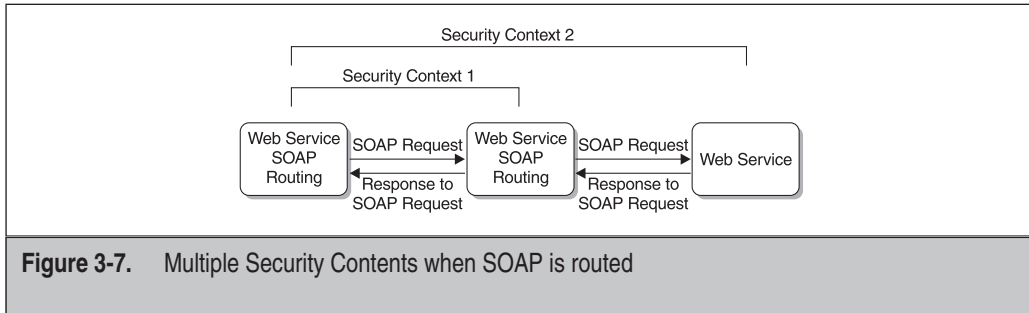 Security Context 2
Security Context 1
Web Service
SOAP
Routing
SOAP Request
Response to
SOAP Request
Web Service
SOAP
Routing
SOAP Request
Response to
SOAP Request
Web Service
Figure 3-7. Multiple Security Contents when SOAP is routed